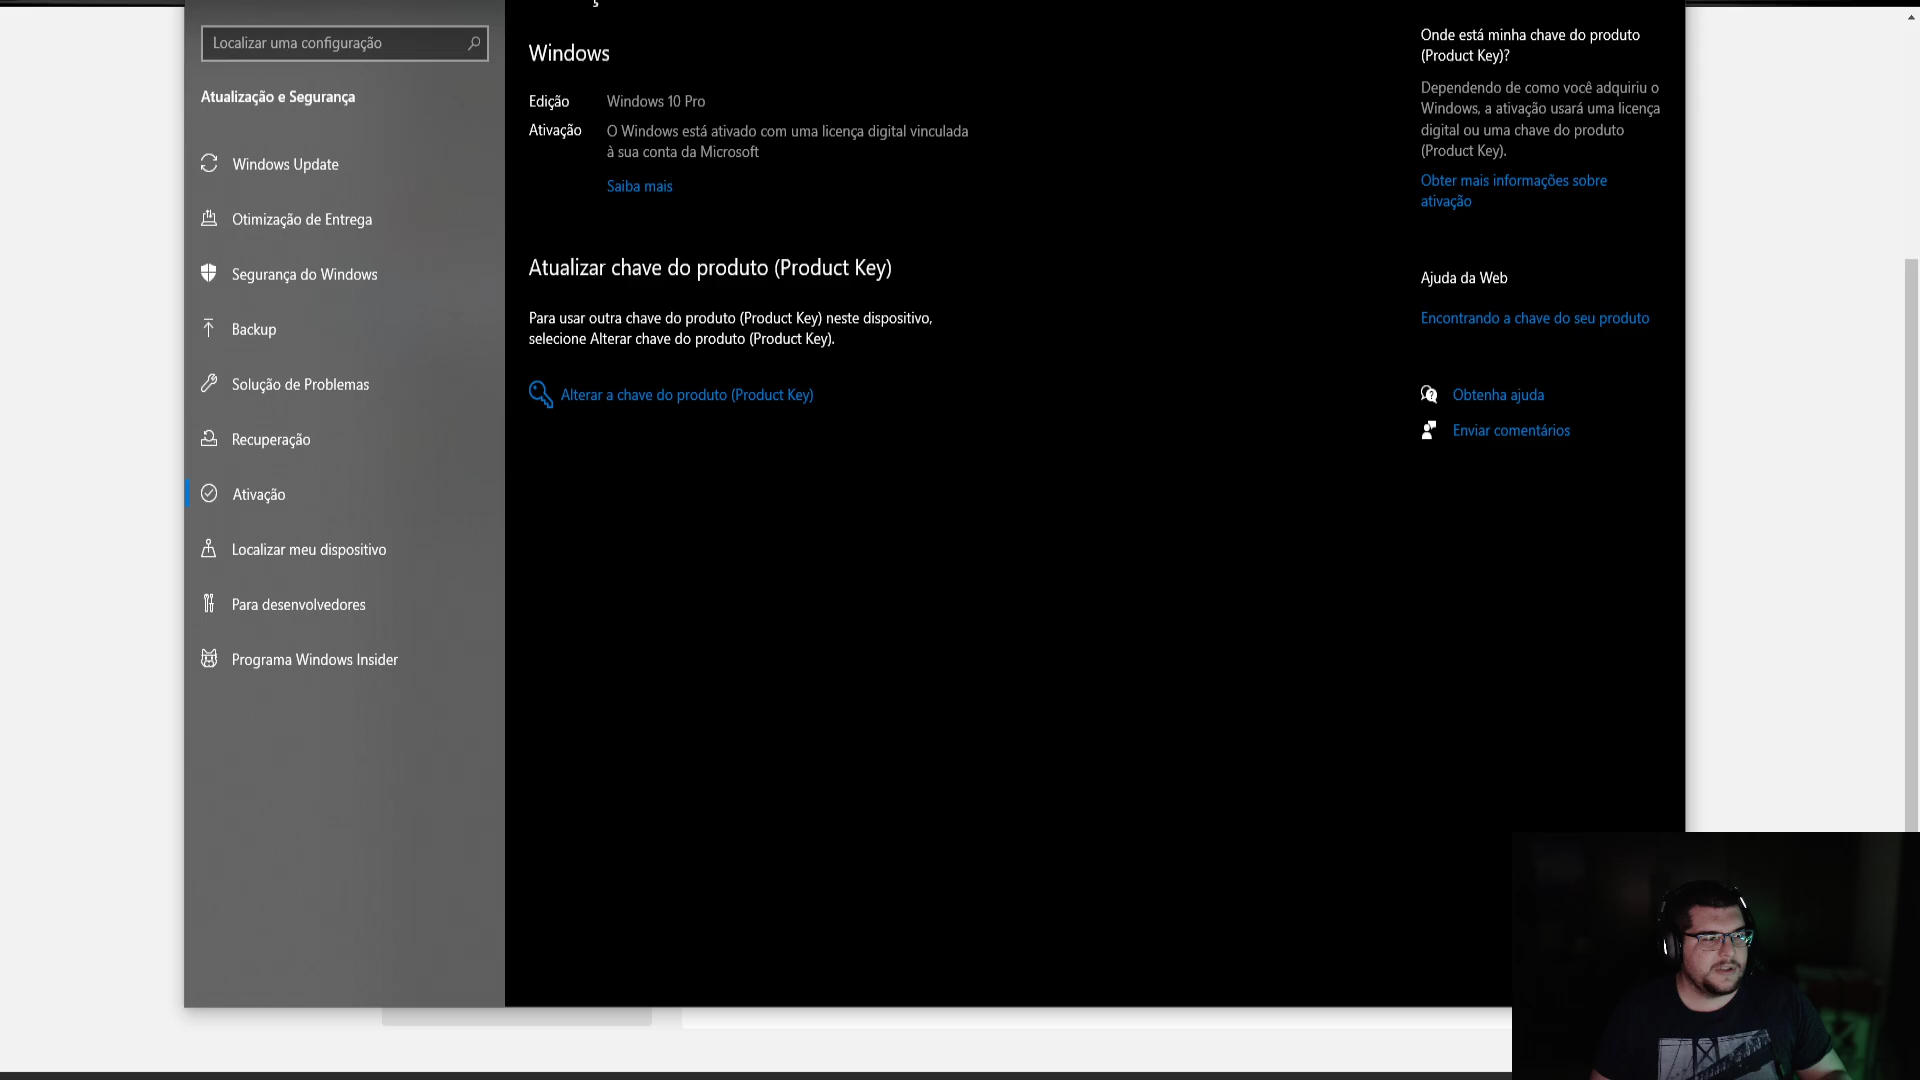 Localizar uma configuração
Atualização e Segurança
Windows Update
Otimização de Entrega
Segurança do Windows
Backup
Solução de Problemas
Recuperação
Ativação
Localizar meu dispositivo
Para desenvolvedores
Programa Windows Insider
Windows
Edição Windows 10 Pro
Ativação O Windows está ativado com uma licença digital vinculada
à sua conta da Microsoft
Saiba mais
Atualizar chave do produto (Product Key)
Para usar outra chave do produto (Product Key) neste dispositivo,
selecione Alterar chave do produto (Product Key).
Alterar a chave do produto (Product Key)
Onde está minha chave do produto
(Product Key)?
Dependendo de como você adquiriu o
Windows, a ativação usará uma licença
digital ou uma chave do produto
(Product Key).
Obter mais informações sobre
ativação
Ajuda da Web
Encontrando a chave do seu produto
Obtenha ajuda
Enviar comentários